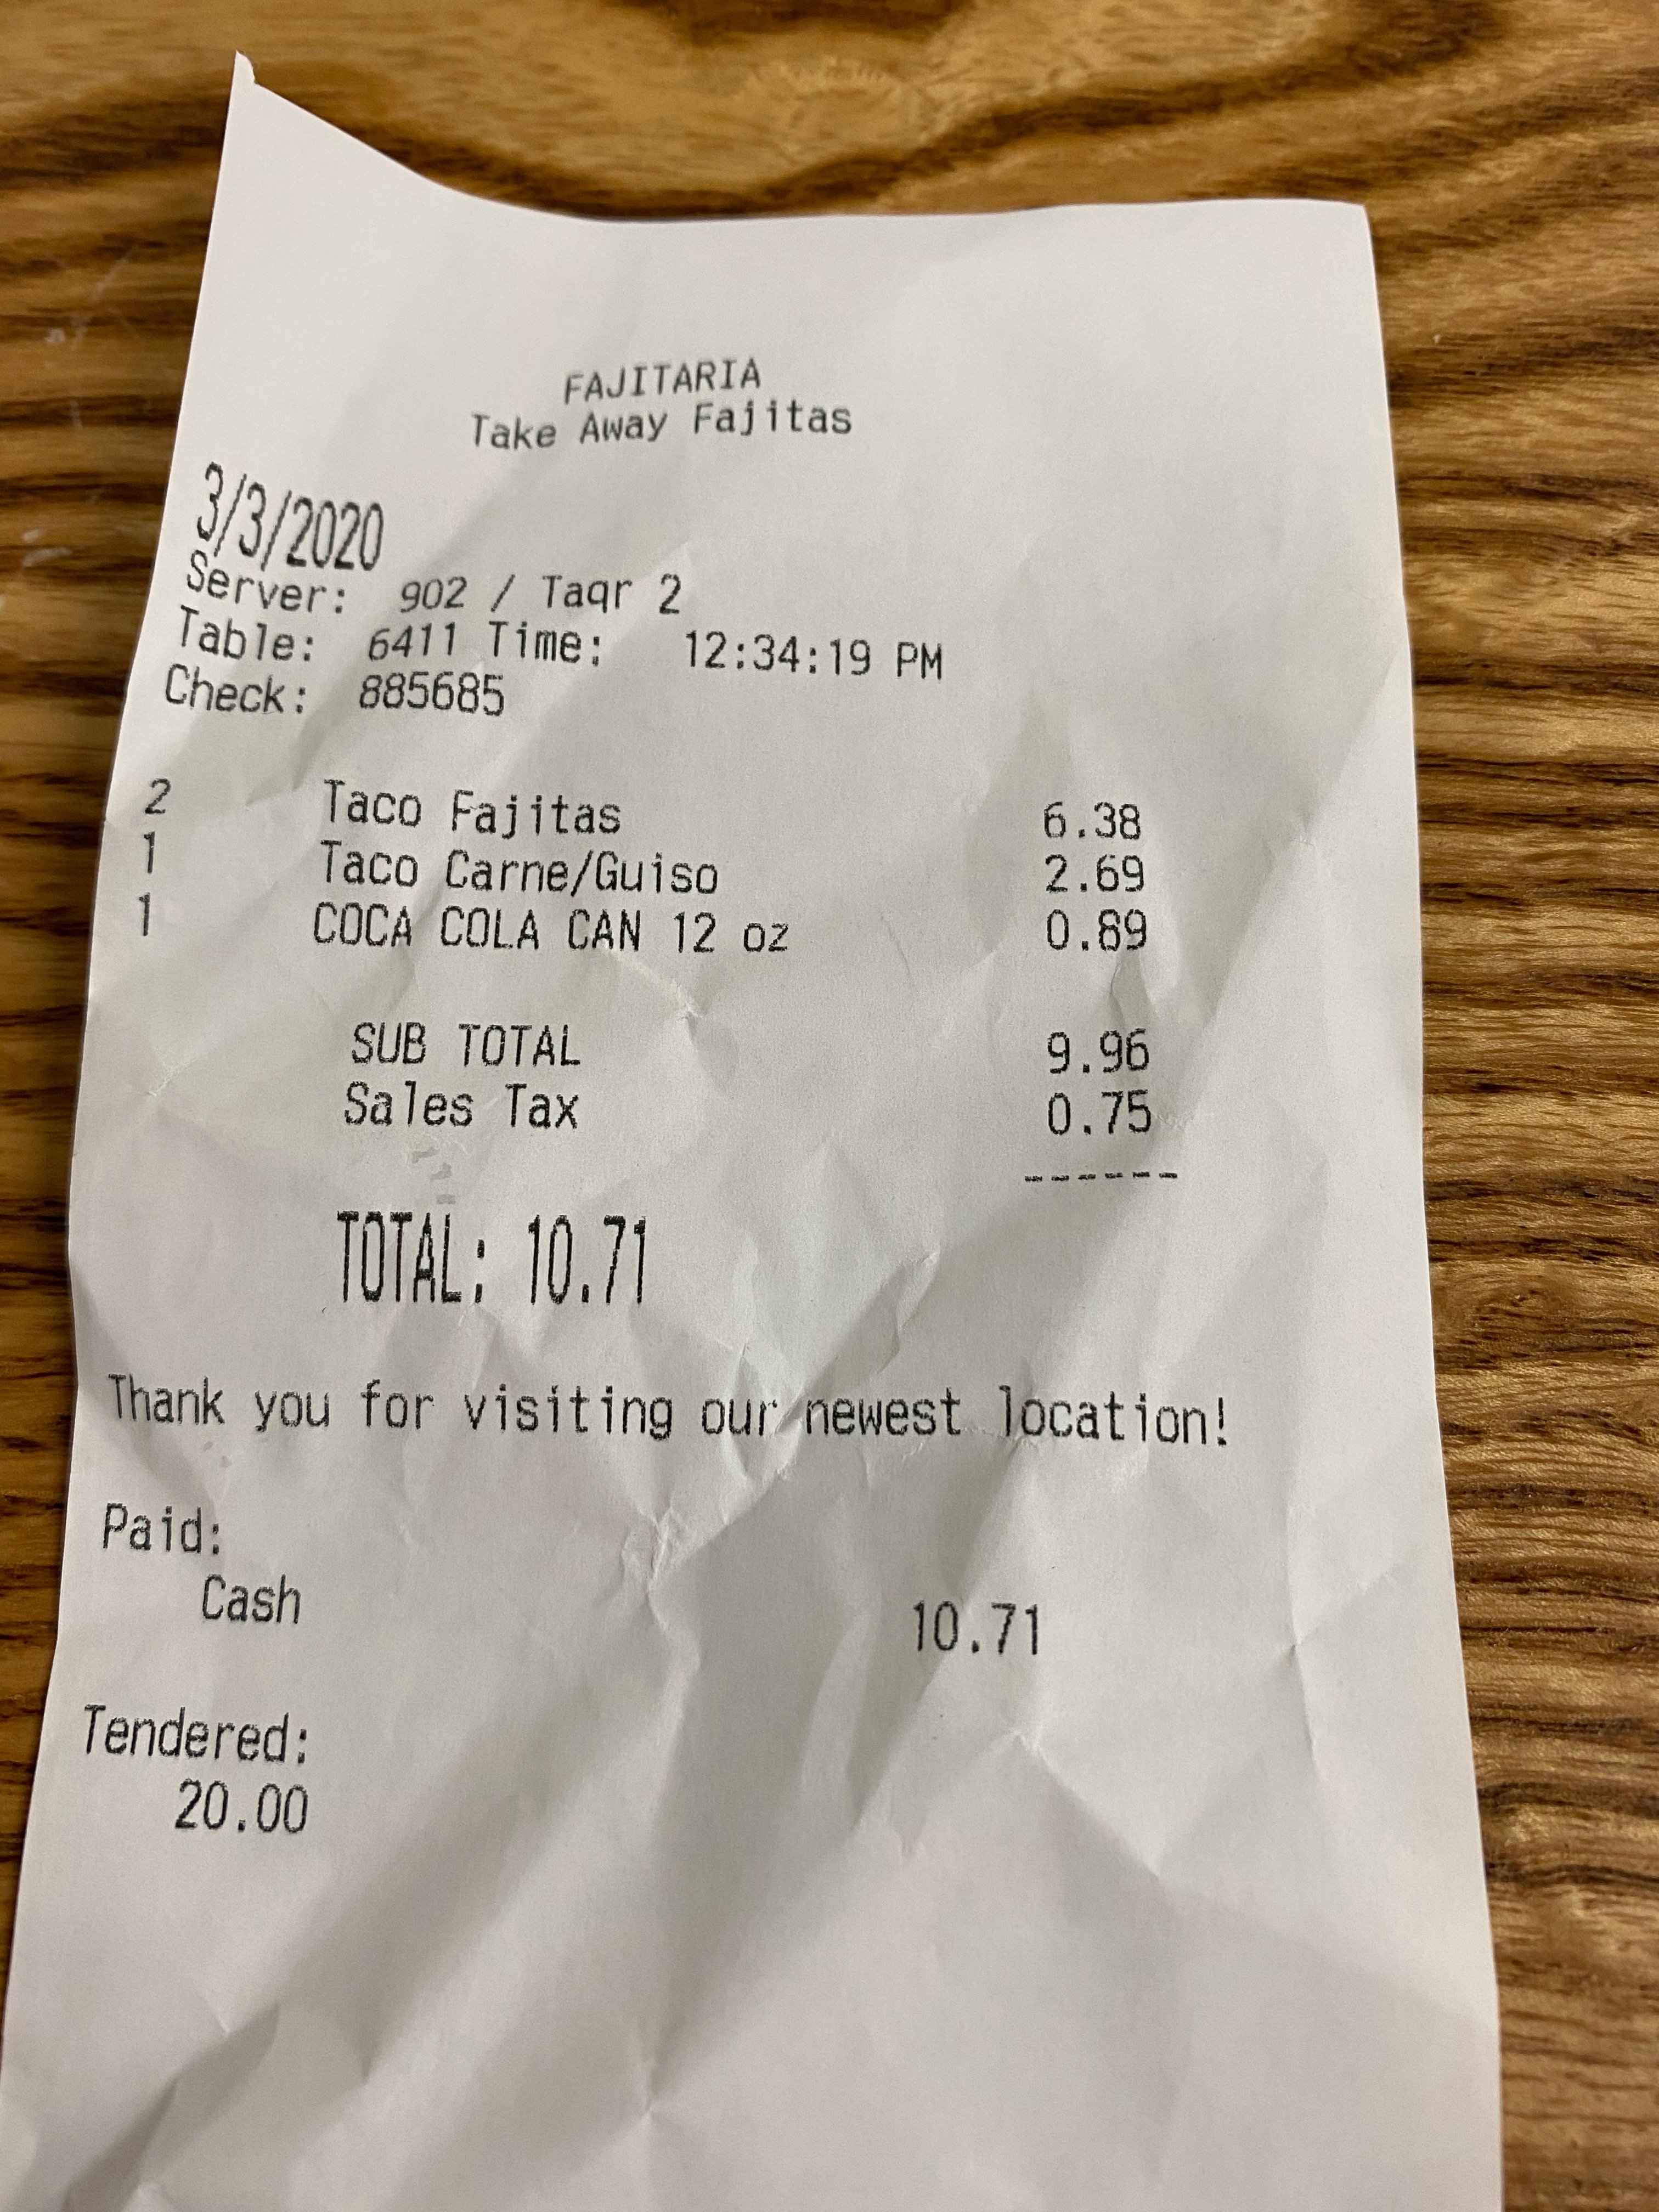 FAJITARIA
Take Away Fajitas
3/3/2020
Server: 902 / Taqr 2
Table: 6411 Time: 12:34:19 PM
Check: 885685
2 Taco Fajitas 6.38
1 Taco Carne/Guiso 2.69
1 COCA COLA CAN 12 oz 0.89
SUB TOTAL 9.96
Sales Tax 0.75
------
TOTAL: 10.71
Thank you for visiting our newest location!
Paid:
Cash 10.71
Tendered:
20.00